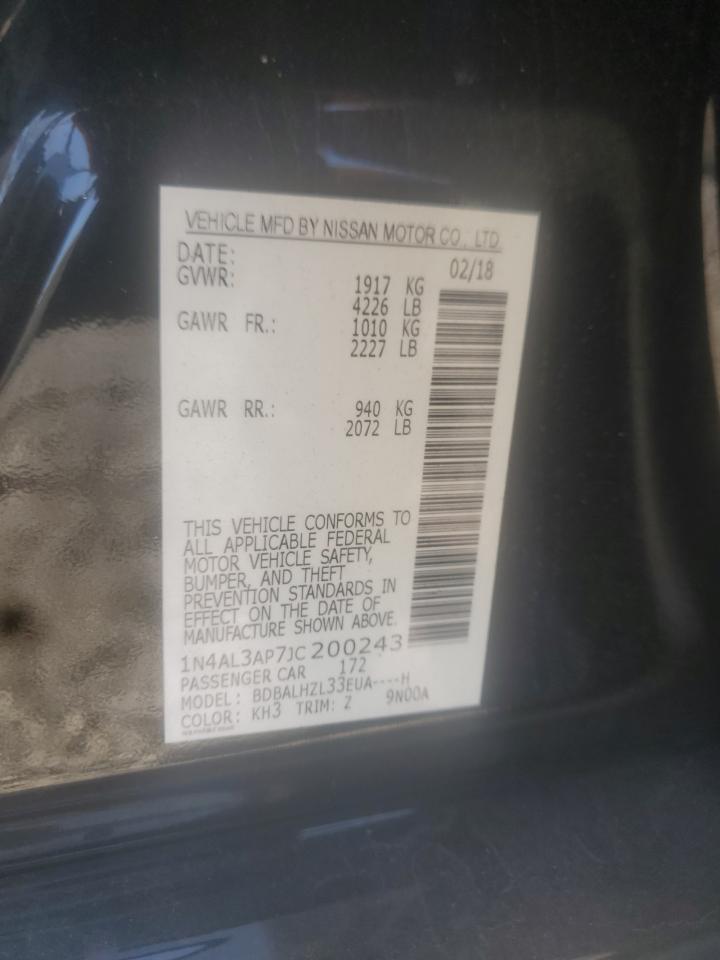 VEHICLE MFD BY NISSAN MOTOR CO., LTD.
DATE: 02/18
GVWR: 1917 KG
4226 LB
GAWR FR.: 1010 KG
2227 LB
GAWR RR.: 940 KG
2072 LB
THIS VEHICLE CONFORMS TO
ALL APPLICABLE FEDERAL
MOTOR VEHICLE SAFETY,
BUMPER, AND THEFT
PREVENTION STANDARDS IN
EFFECT ON THE DATE OF
MANUFACTURE SHOWN ABOVE.
1N4AL3AP7JC200243
PASSENGER CAR 172
MODEL: BDBALHZL33EUA----H
COLOR: KH3 TRIM: Z 9N00A